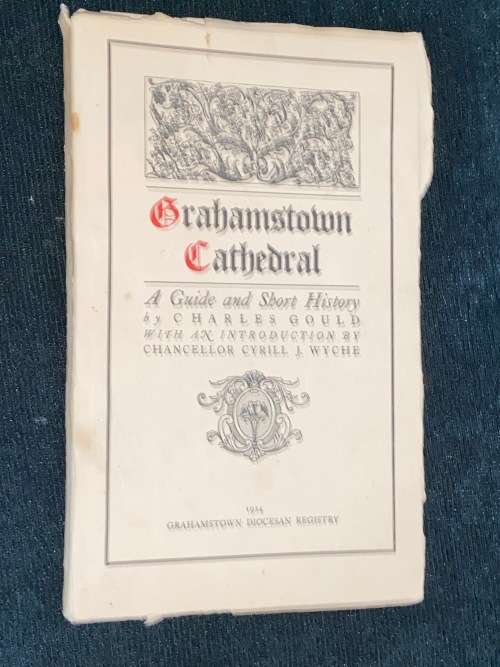 Grahamstown
Cathedral
A Guide and Short History
by CHARLES GOULD
WITH AN INTRODUCTION BY
CHANCELLOR CYRILL J. WYCHE
1924
GRAHAMSTOWN DIOCESAN REGISTRY